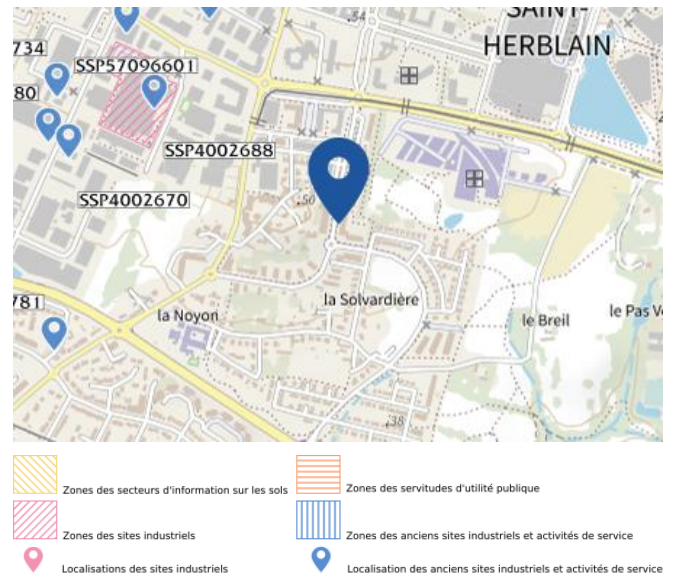 SAINT-
HERBLAIN
.54
734
SSP57096601
80
SSP4002688
SSP4002670
.50
781
la Noyon
la Solvardière
le Breil
le Pas V
.38
Zones des secteurs d'information sur les sols
Zones des servitudes d'utilité publique
Zones des sites industriels
Zones des anciens sites industriels et activités de service
Localisations des sites industriels
Localisation des anciens sites industriels et activités de service